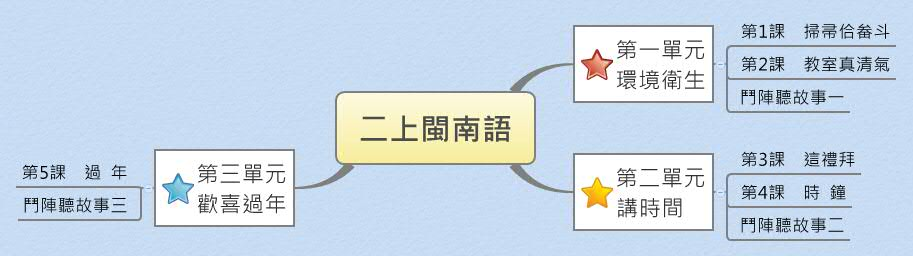 二上閩南語
第一單元
環境衛生
第1課 掃帚佮畚斗
第2課 教室真清氣
鬥陣聽故事一
第二單元
講時間
第3課 這禮拜
第4課 時 鐘
鬥陣聽故事二
第三單元
歡喜過年
第5課 過 年
鬥陣聽故事三